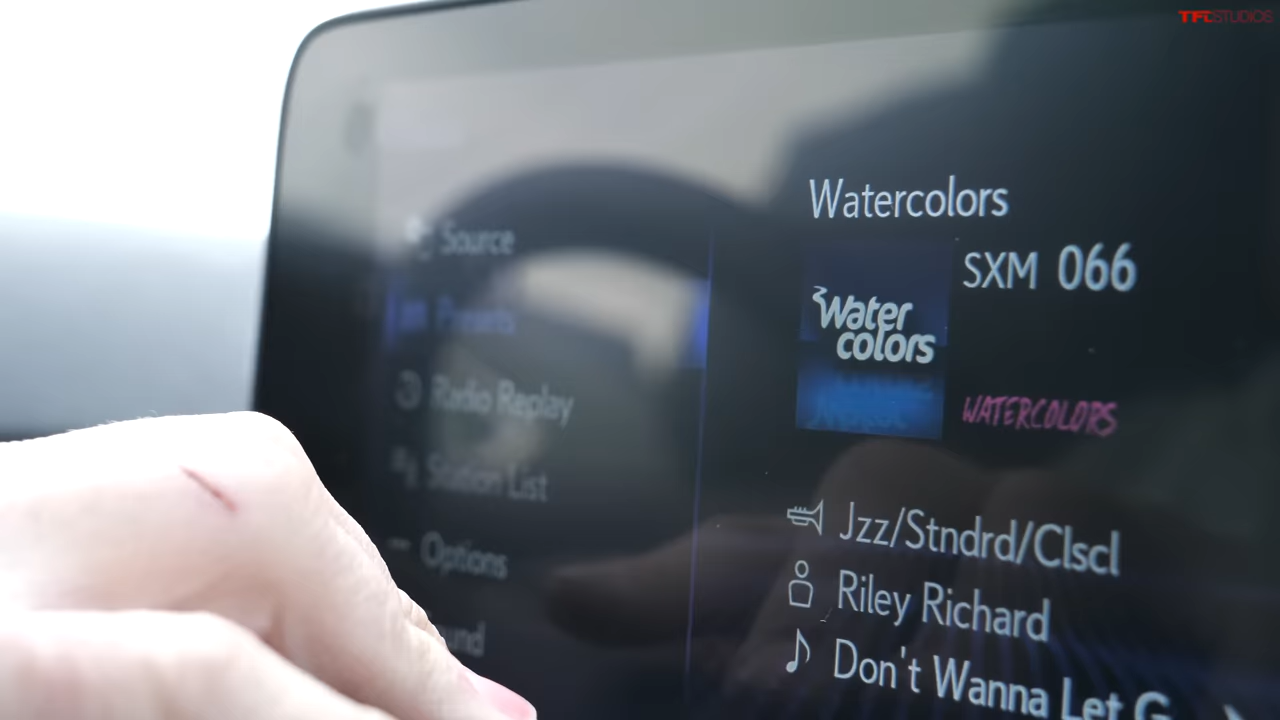 TFLSTUDIOS
Source
Presets
Radio Replay
Station List
Options
Watercolors
SXM 066
Water
colors
WATERCOLORS
Jzz/Stndrd/Clscl
Riley Richard
Don't Wanna Let G